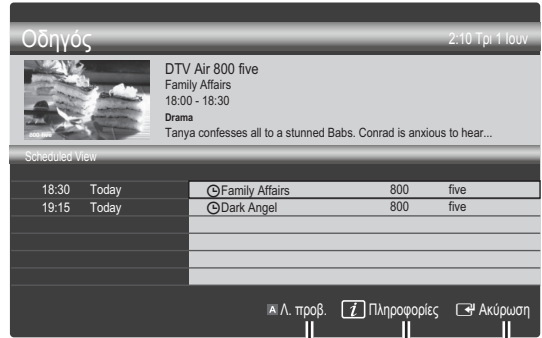 Οδηγός 2:10 Τρι 1 Ιουν
DTV Air 800 five
Family Affairs
18:00 - 18:30
Drama
Tanya confesses all to a stunned Babs. Conrad is anxious to hear...
800 five
Scheduled View
18:30 Today Family Affairs 800 five
19:15 Today Dark Angel 800 five
A Λ. προβ. i Πληροφορίες Ακύρωση